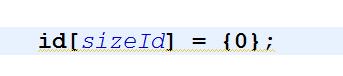 id[sizeId] = {0};